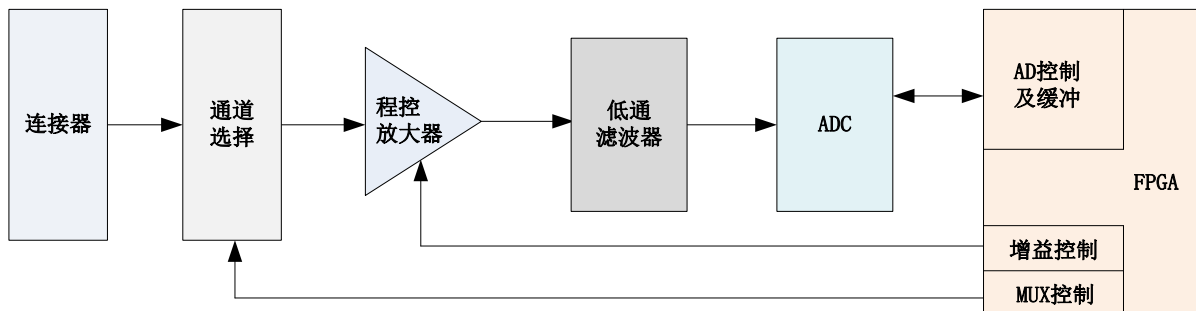 连接器
通道
选择
程控
放大器
低通
滤波器
ADC
AD控制
及缓冲
FPGA
增益控制
MUX控制